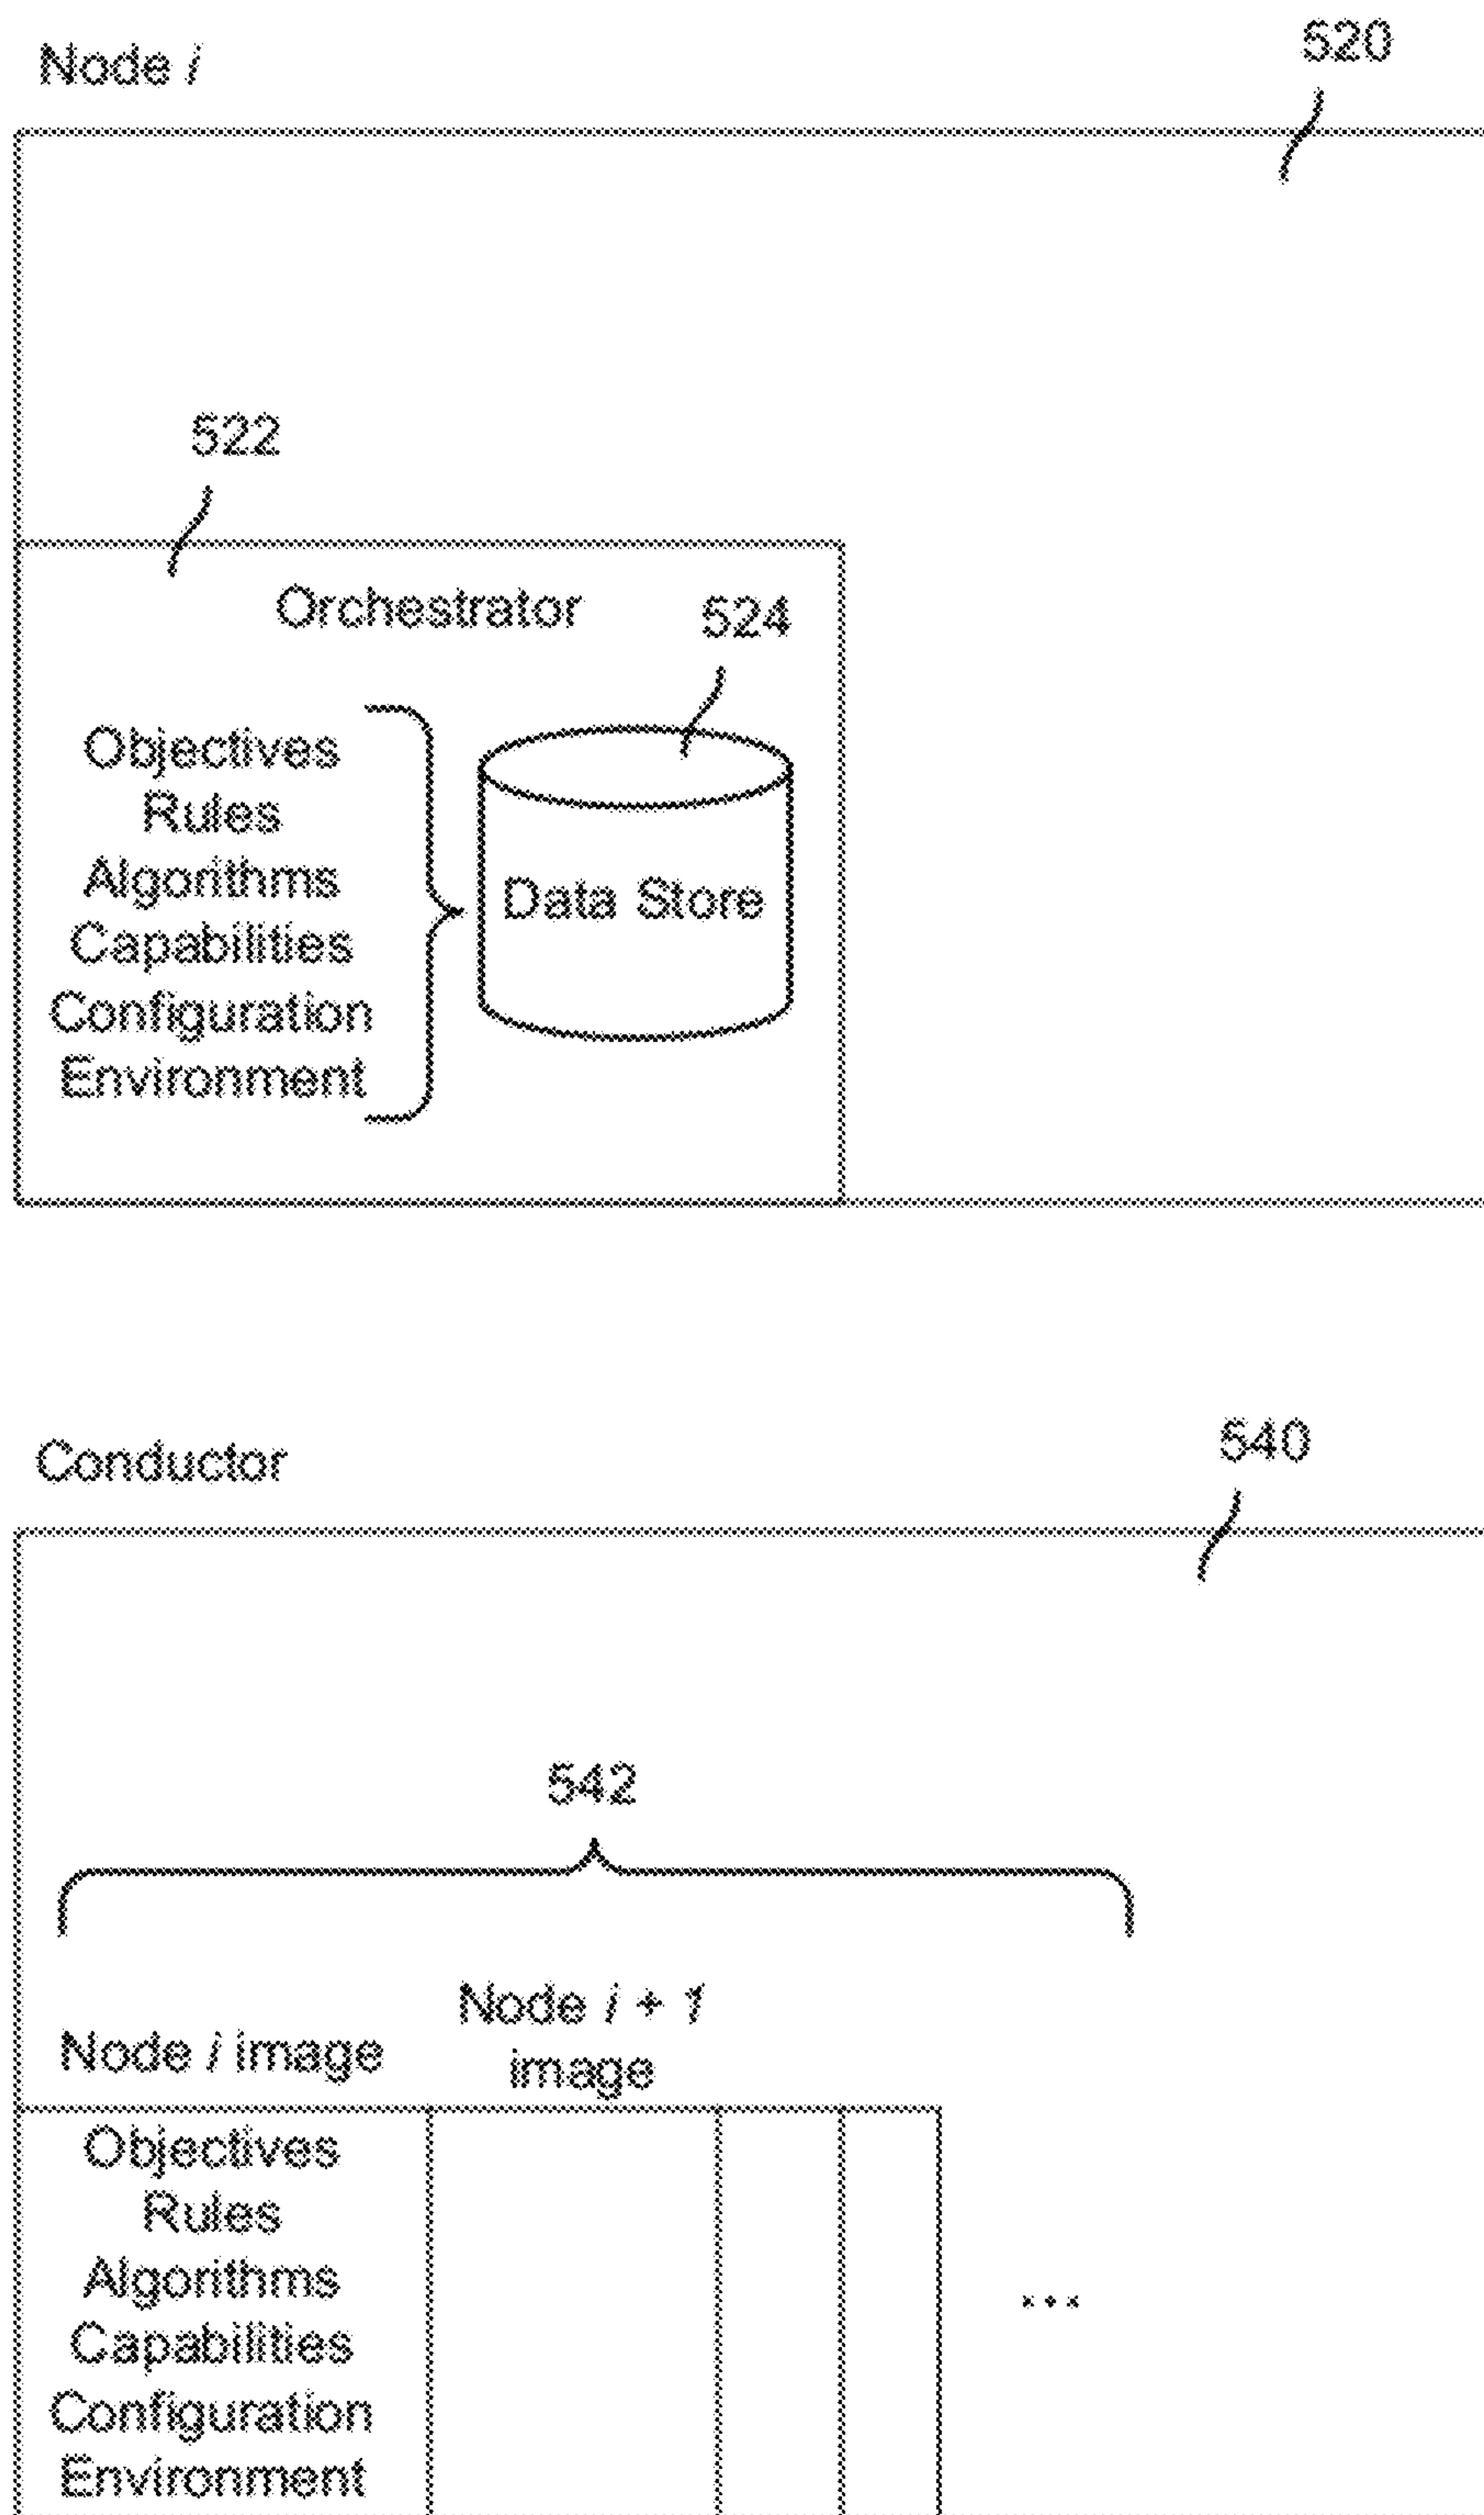 Node i
520
522
Orchestrator
524
Objectives
Rules
Algorithms
Capabilities
Configuration
Environment
Data Store
Conductor
540
542
Node i image
Node i + 1
image
Objectives
Rules
Algorithms
Capabilities
Configuration
Environment
...